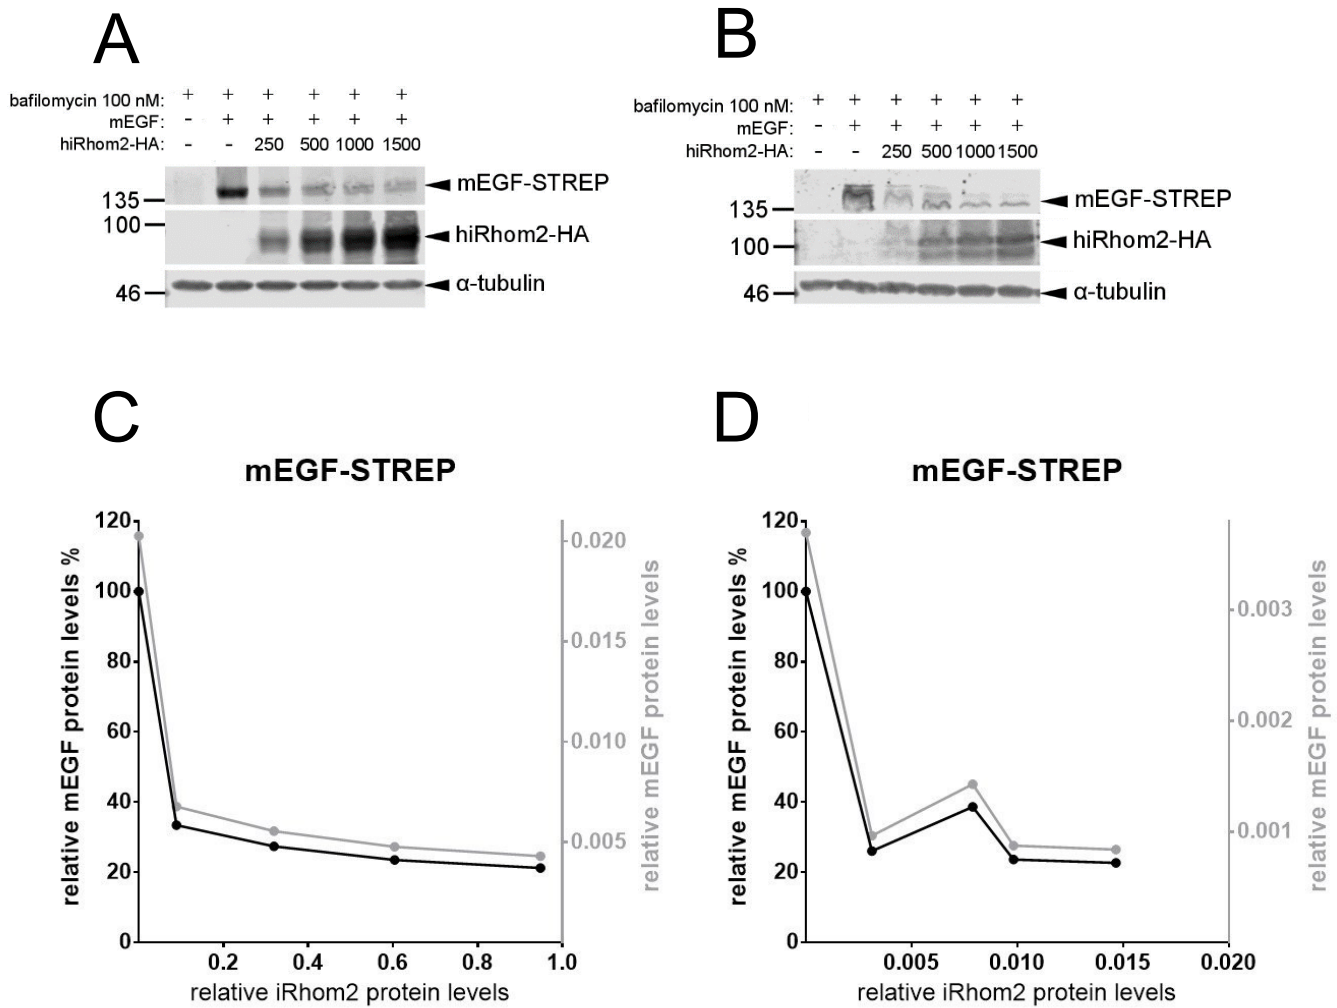 A
bafilomycin 100 nM: + + + + + +
mEGF: - + + + + +
hiRhom2-HA: - - 250 500 1000 1500
mEGF-STREP
135
100
hiRhom2-HA
α-tubulin
46
B
bafilomycin 100 nM: + + + + + +
mEGF: - + + + + +
hiRhom2-HA: - - 250 500 1000 1500
mEGF-STREP
135
hiRhom2-HA
100
α-tubulin
46
C
mEGF-STREP
relative mEGF protein levels %
120
100
80
60
40
20
0
0.2 0.4 0.6 0.8 1.0
relative iRhom2 protein levels
0.020
0.015
0.010
0.005
relative mEGF protein levels
D
mEGF-STREP
relative mEGF protein levels %
120
100
80
60
40
20
0
0.005 0.010 0.015 0.020
relative iRhom2 protein levels
0.003
0.002
0.001
relative mEGF protein levels